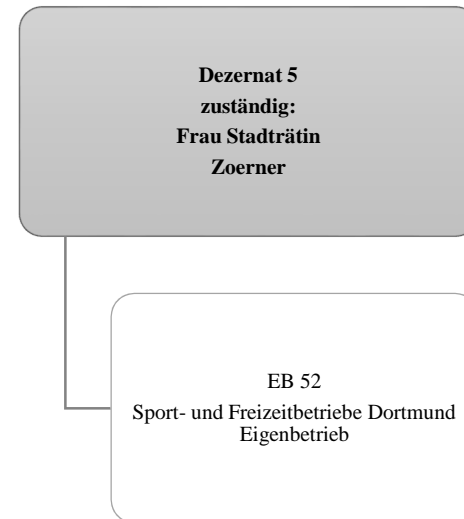 Dezernat 5
zuständig:
Frau Stadträtin
Zoerner
EB 52
Sport- und Freizeitbetriebe Dortmund
Eigenbetrieb